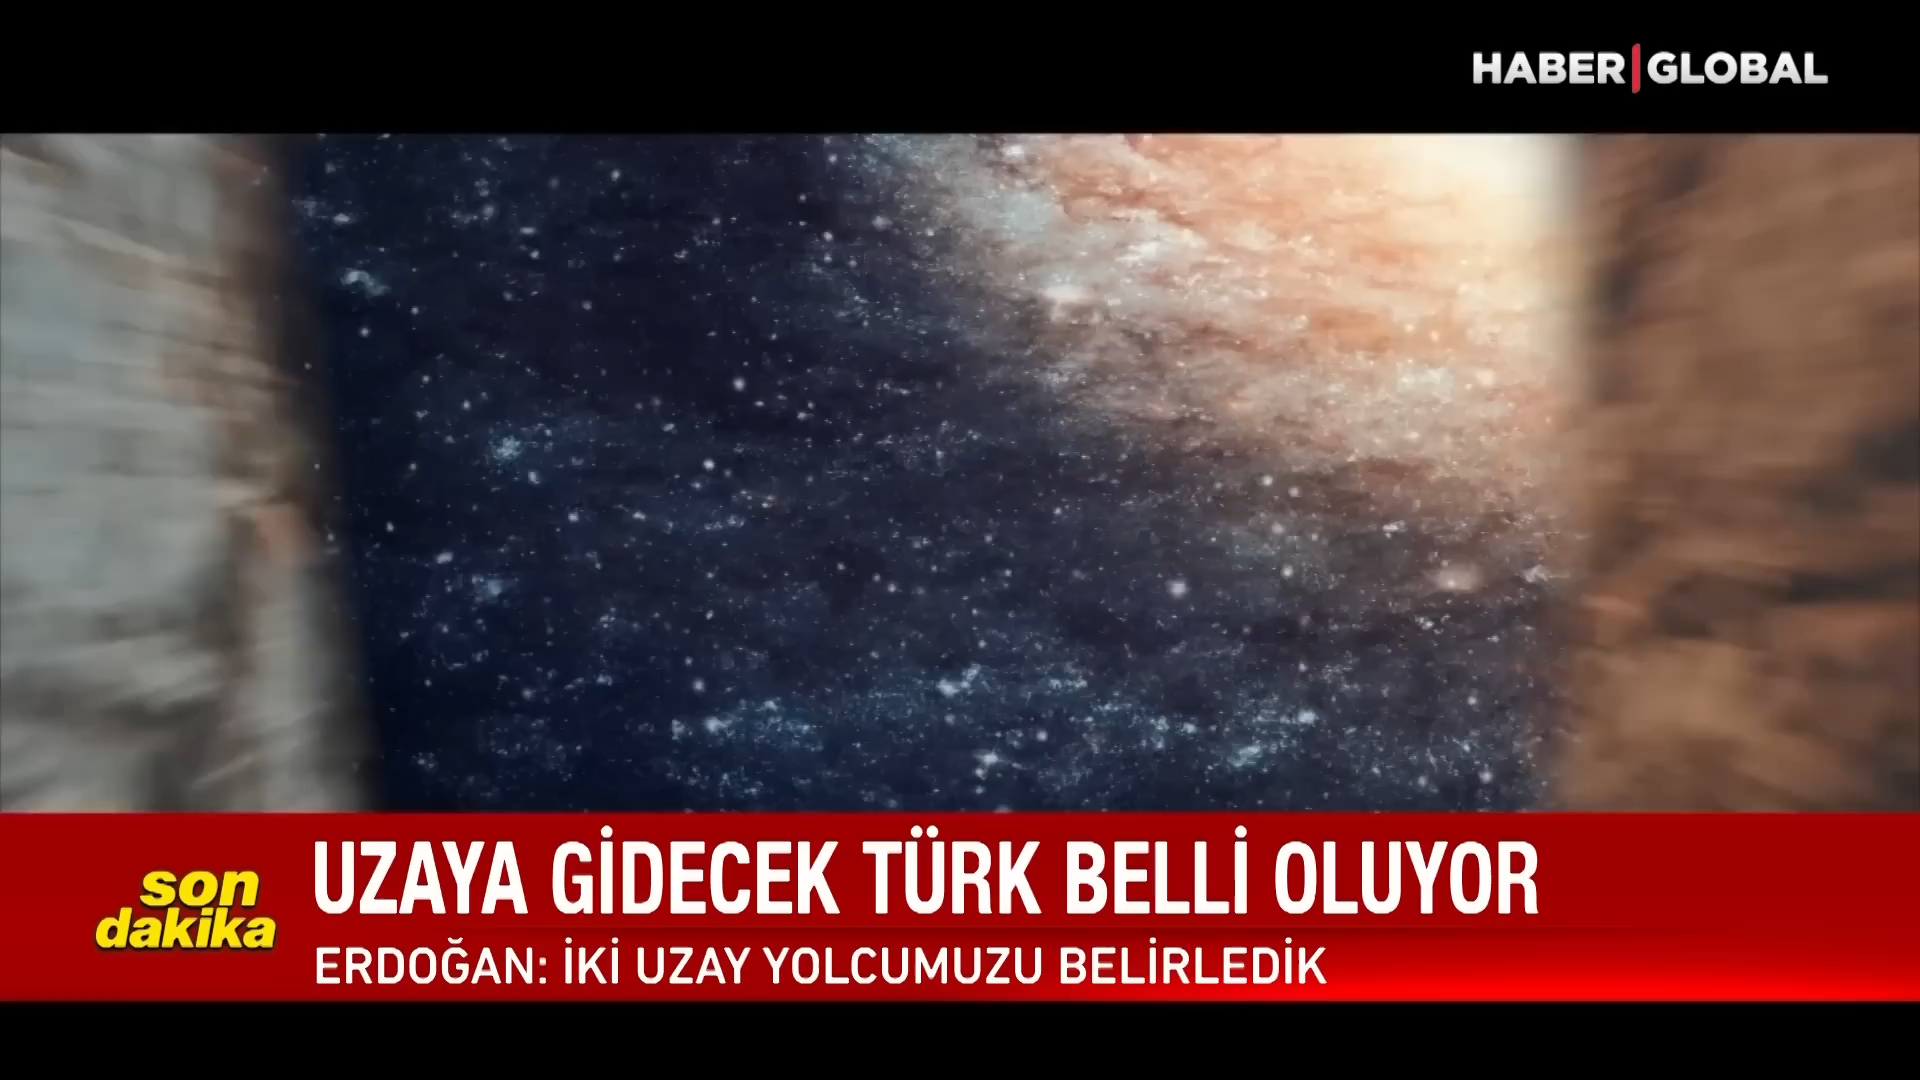 HABER GLOBAL
son
dakika
UZAYA GİDECEK TÜRK BELLİ OLUYOR
ERDOĞAN: İKİ UZAY YOLCUMUZU BELİRLEDİK